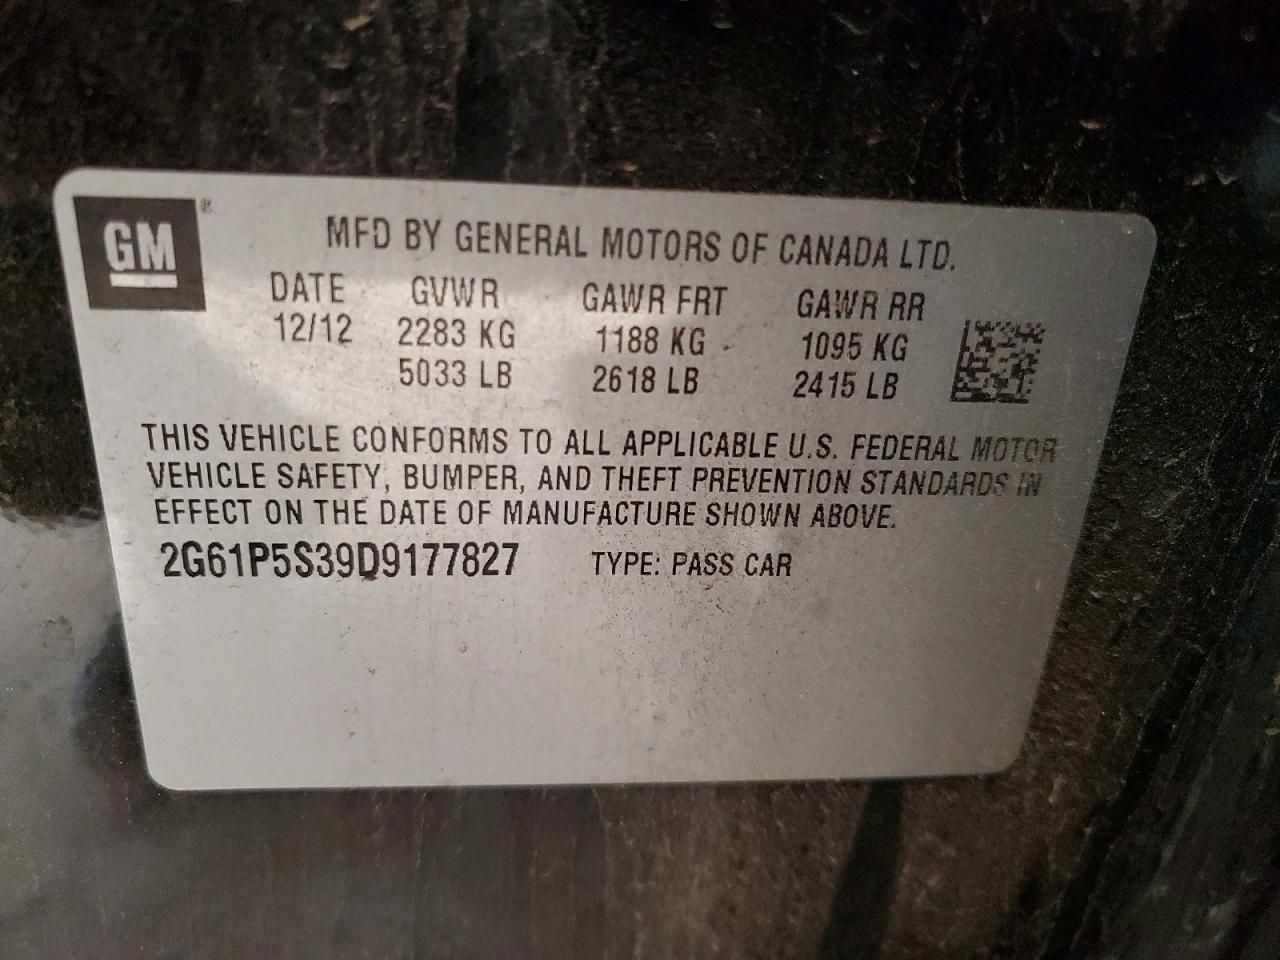 GM®
MFD BY GENERAL MOTORS OF CANADA LTD.
DATE GVWR GAWR FRT GAWR RR
12/12 2283 KG 1188 KG 1095 KG
5033 LB 2618 LB 2415 LB
THIS VEHICLE CONFORMS TO ALL APPLICABLE U.S. FEDERAL MOTOR
VEHICLE SAFETY, BUMPER, AND THEFT PREVENTION STANDARDS IN
EFFECT ON THE DATE OF MANUFACTURE SHOWN ABOVE.
2G61P5S39D9177827 TYPE: PASS CAR